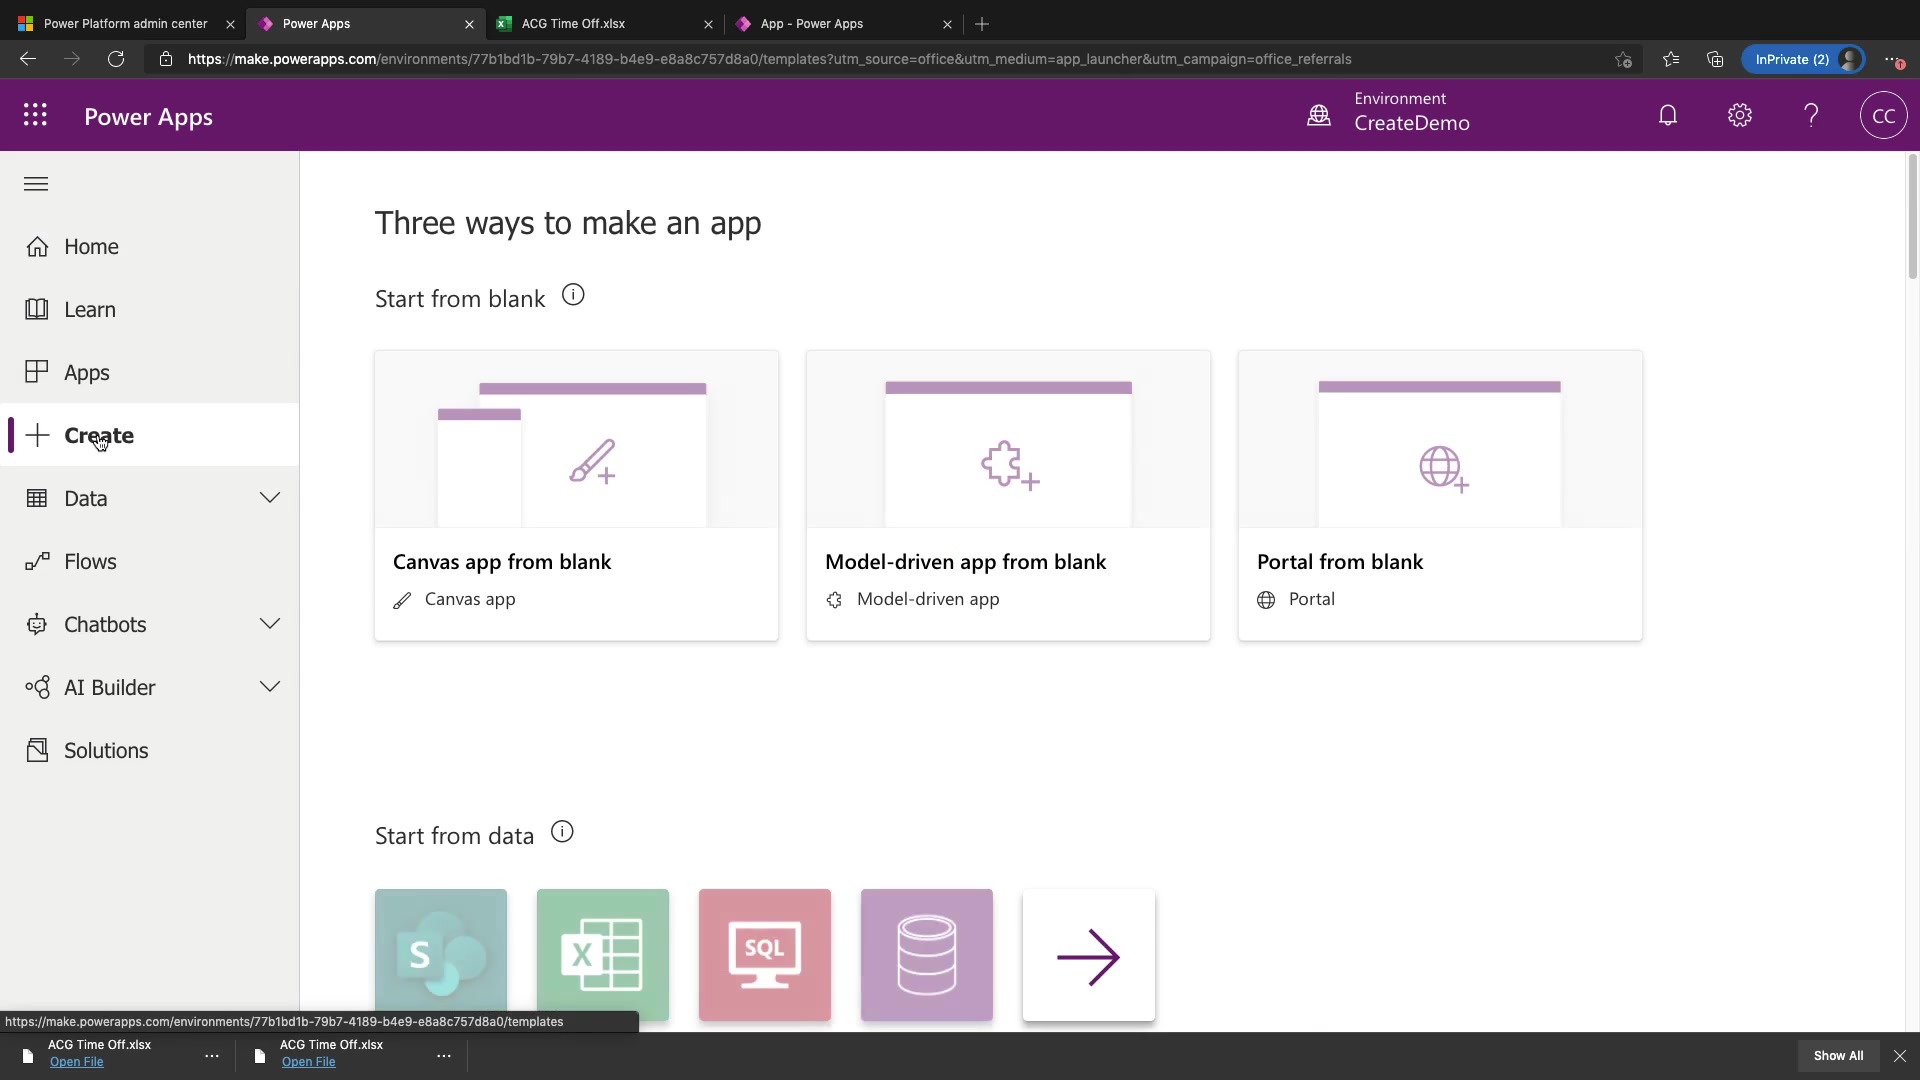 Power Platform admin center
Power Apps
ACG Time Off.xlsx
App - Power Apps
https://make.powerapps.com/environments/77b1bd1b-79b7-4189-b4e9-e8a8c757d8a0/templates?utm_source=office&utm_medium=app_launcher&utm_campaign=office_referrals
InPrivate (2)
Power Apps
Environment
CreateDemo
CC
Home
Learn
Apps
Create
Data
Flows
Chatbots
AI Builder
Solutions
Three ways to make an app
Start from blank
Canvas app from blank
Canvas app
Model-driven app from blank
Model-driven app
Portal from blank
Portal
Start from data
S
X
SQL
https://make.powerapps.com/environments/77b1bd1b-79b7-4189-b4e9-e8a8c757d8a0/templates
ACG Time Off.xlsx
Open File
ACG Time Off.xlsx
Open File
Show All